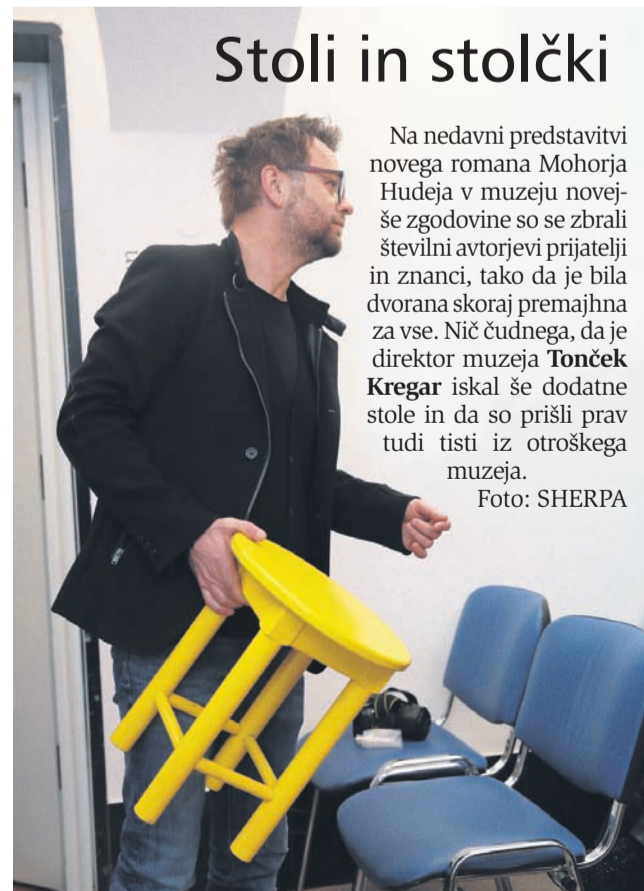 Stoli in stolčki
Na nedavni predstavitvi
novega romana Mohorja
Hudeja v muzeju novej-
še zgodovine so se zbrali
številni avtorjevi prijatelji
in znanci, tako da je bila
dvorana skoraj premajhna
za vse. Nič čudnega, da je
direktor muzeja Tonček
Kregar iskal še dodatne
stole in da so prišli prav
tudi tisti iz otroškega
muzeja.
Foto: SHERPA